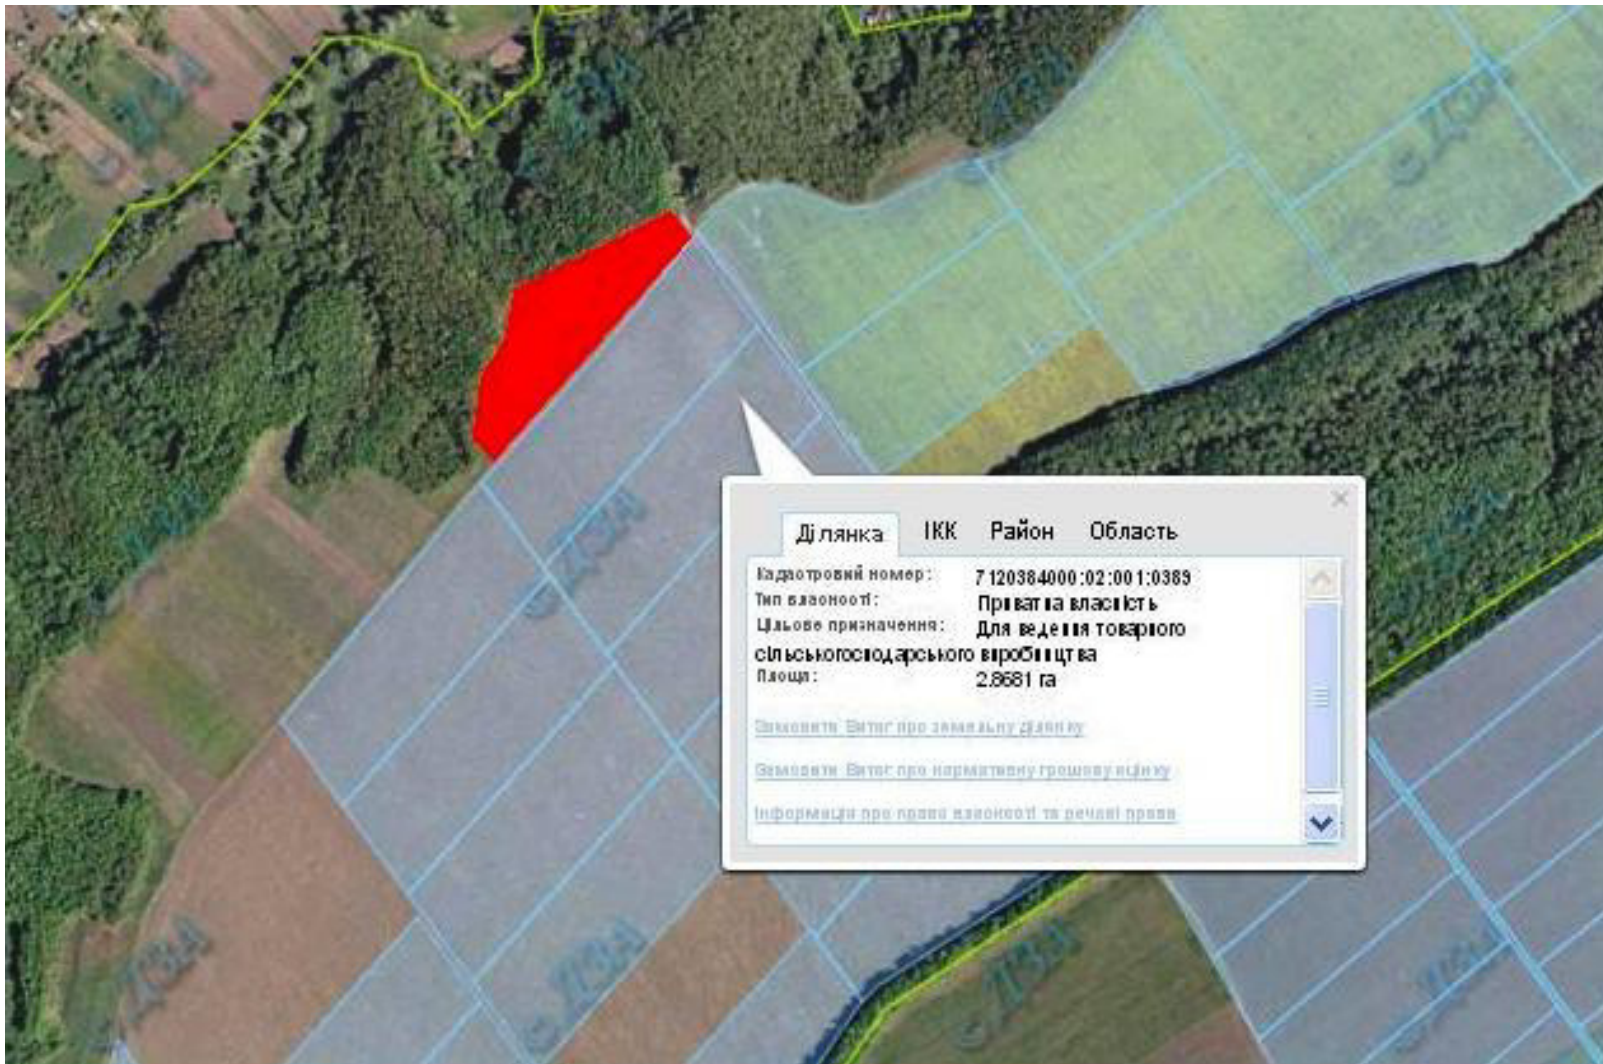 Ділянка ІКК Район Область
Кадастровий номер: 7120384000:02:001:0389
Тип власності: Приватна власність
Цільове призначення: Для ведення товарного
сільськогосподарського виробництва
Площа: 2.8681 га
Замовити Витяг про земельну ділянку
Замовити Витяг про нормативну грошову оцінку
Інформація про право власності та речові права